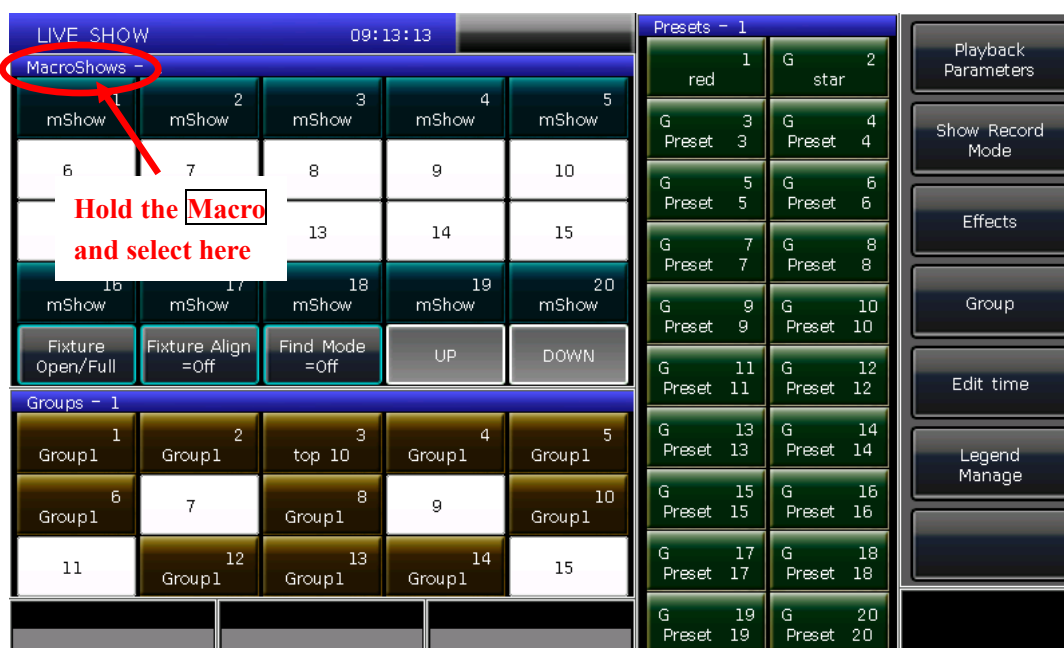 LIVE SHOW 09:13:13
MacroShows -
1 2 3 4 5
mShow mShow mShow mShow mShow
6 7 8 9 10
Hold the Macro
and select here
13 14 15
16 17 18 19 20
mShow mShow mShow mShow mShow
Fixture Open/Full
Fixture Align =Off
Find Mode =Off
UP
DOWN
Groups - 1
1 2 3 4 5
Group1 Group1 top 10 Group1 Group1
6 7 8 9 10
Group1 Group1 Group1
11 12 13 14 15
Group1 Group1 Group1
Presets - 1
1 G 2
red star
G 3 G 4
Preset 3 Preset 4
G 5 G 6
Preset 5 Preset 6
G 7 G 8
Preset 7 Preset 8
G 9 G 10
Preset 9 Preset 10
G 11 G 12
Preset 11 Preset 12
G 13 G 14
Preset 13 Preset 14
G 15 G 16
Preset 15 Preset 16
G 17 G 18
Preset 17 Preset 18
G 19 G 20
Preset 19 Preset 20
Playback
Parameters
Show Record
Mode
Effects
Group
Edit time
Legend
Manage